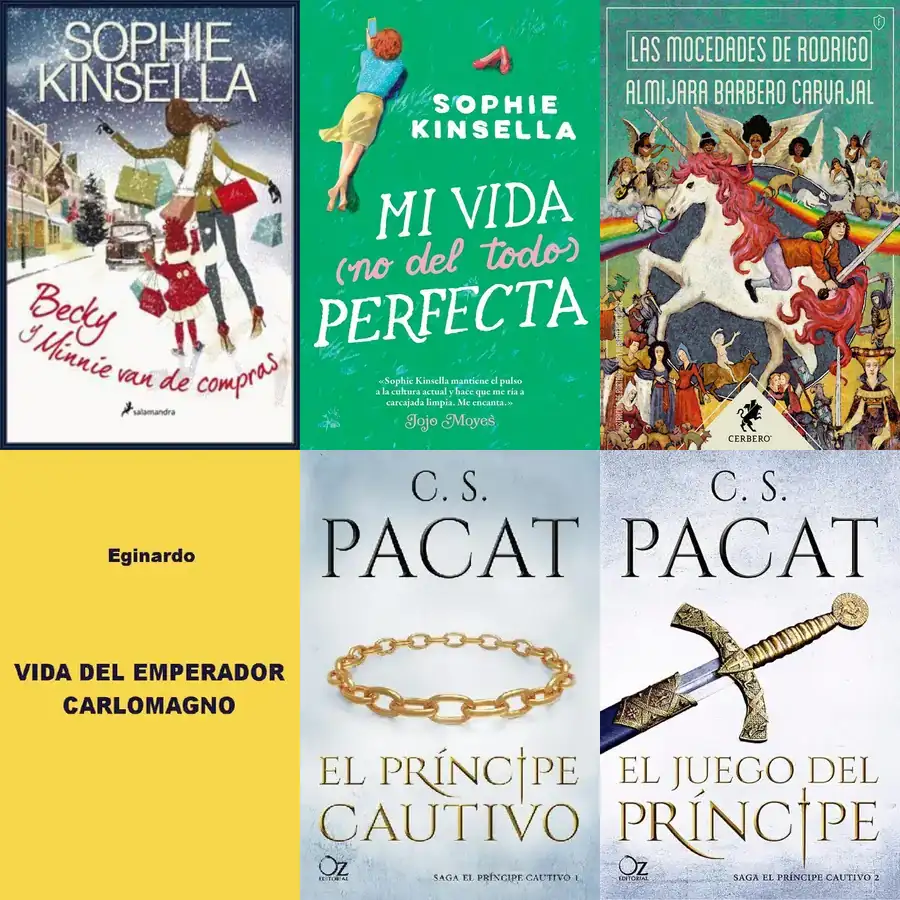 SOPHIE
KINSELLA
Becky
y Minnie van de compras
salamandra
SOPHIE
KINSELLA
MI VIDA
(no del todo)
PERFECTA
«Sophie Kinsella mantiene el pulso
a la cultura actual y hace que me ría a
carcajada limpia. Me encanta.»
Jojo Moyes
LAS MOCEDADES DE RODRIGO
ALMIJARA BARBERO CARVAJAL
CERBERO
Eginardo
VIDA DEL EMPERADOR
CARLOMAGNO
C. S.
PACAT
EL PRÍNCIPE
CAUTIVO
OZ
EDITORIAL
SAGA EL PRÍNCIPE CAUTIVO 1
C. S.
PACAT
EL JUEGO DEL
PRÍNCIPE
OZ
EDITORIAL
SAGA EL PRÍNCIPE CAUTIVO 2